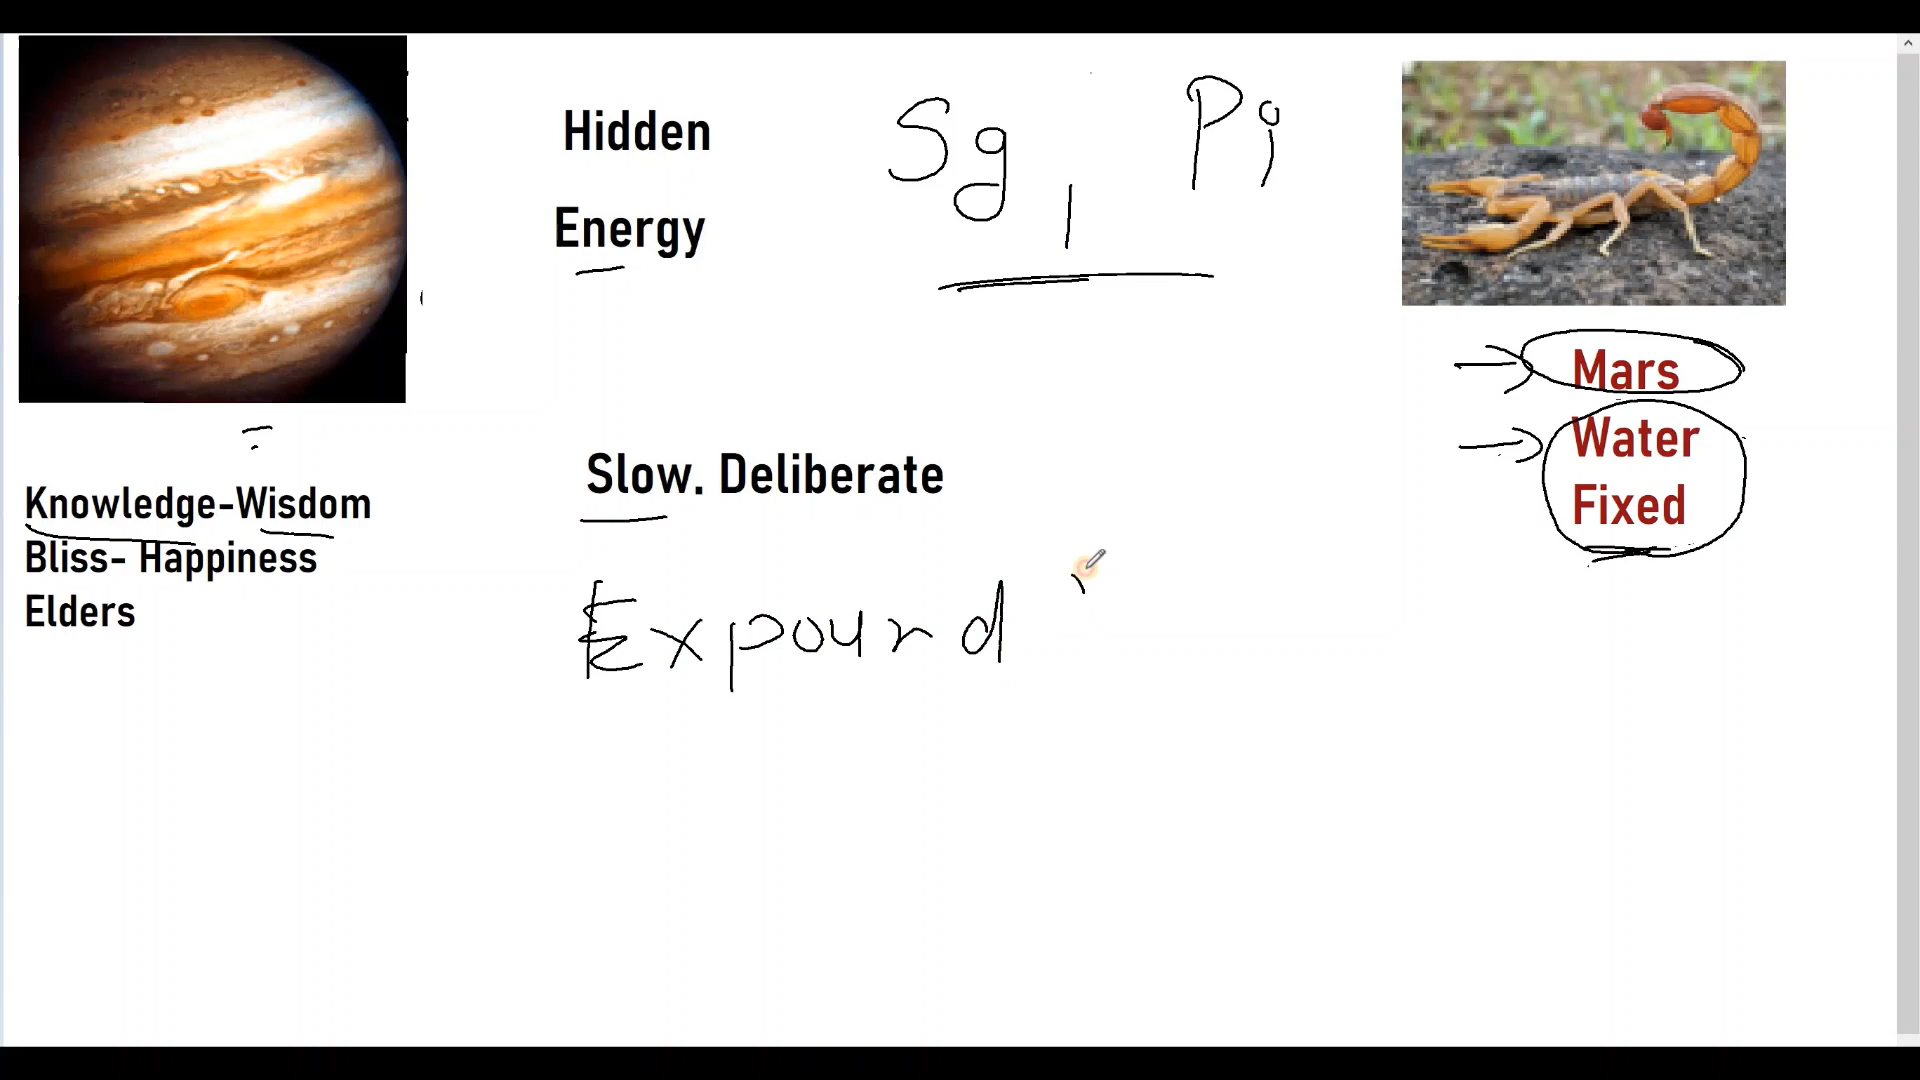 Hidden
Energy
Sg, Pi
Mars
Water
Fixed
Slow. Deliberate
Knowledge-Wisdom
Bliss- Happiness
Elders
Expound